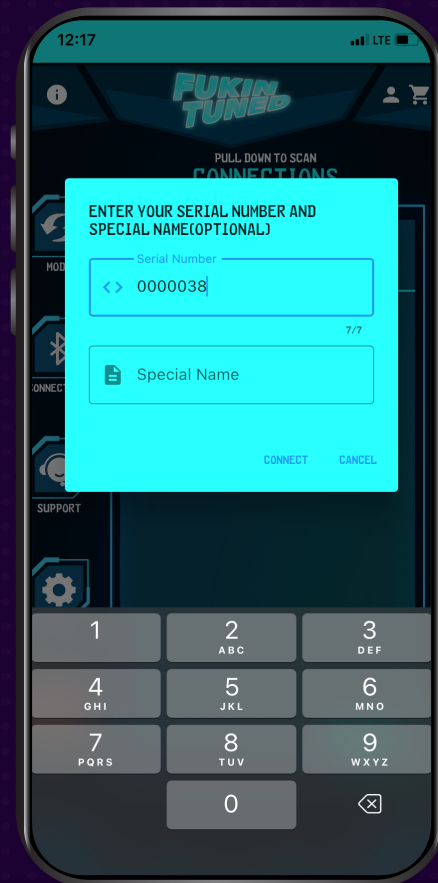 12:17
LTE
FUKIN
TUNED
PULL DOWN TO SCAN
CONNECTIONS
ENTER YOUR SERIAL NUMBER AND
SPECIAL NAME(OPTIONAL)
Serial Number
0000038
7/7
Special Name
CONNECT CANCEL
MOD
ONNECT
SUPPORT
1 2 3
ABC DEF
4 5 6
GHI JKL MNO
7 8 9
PQRS TUV WXYZ
0